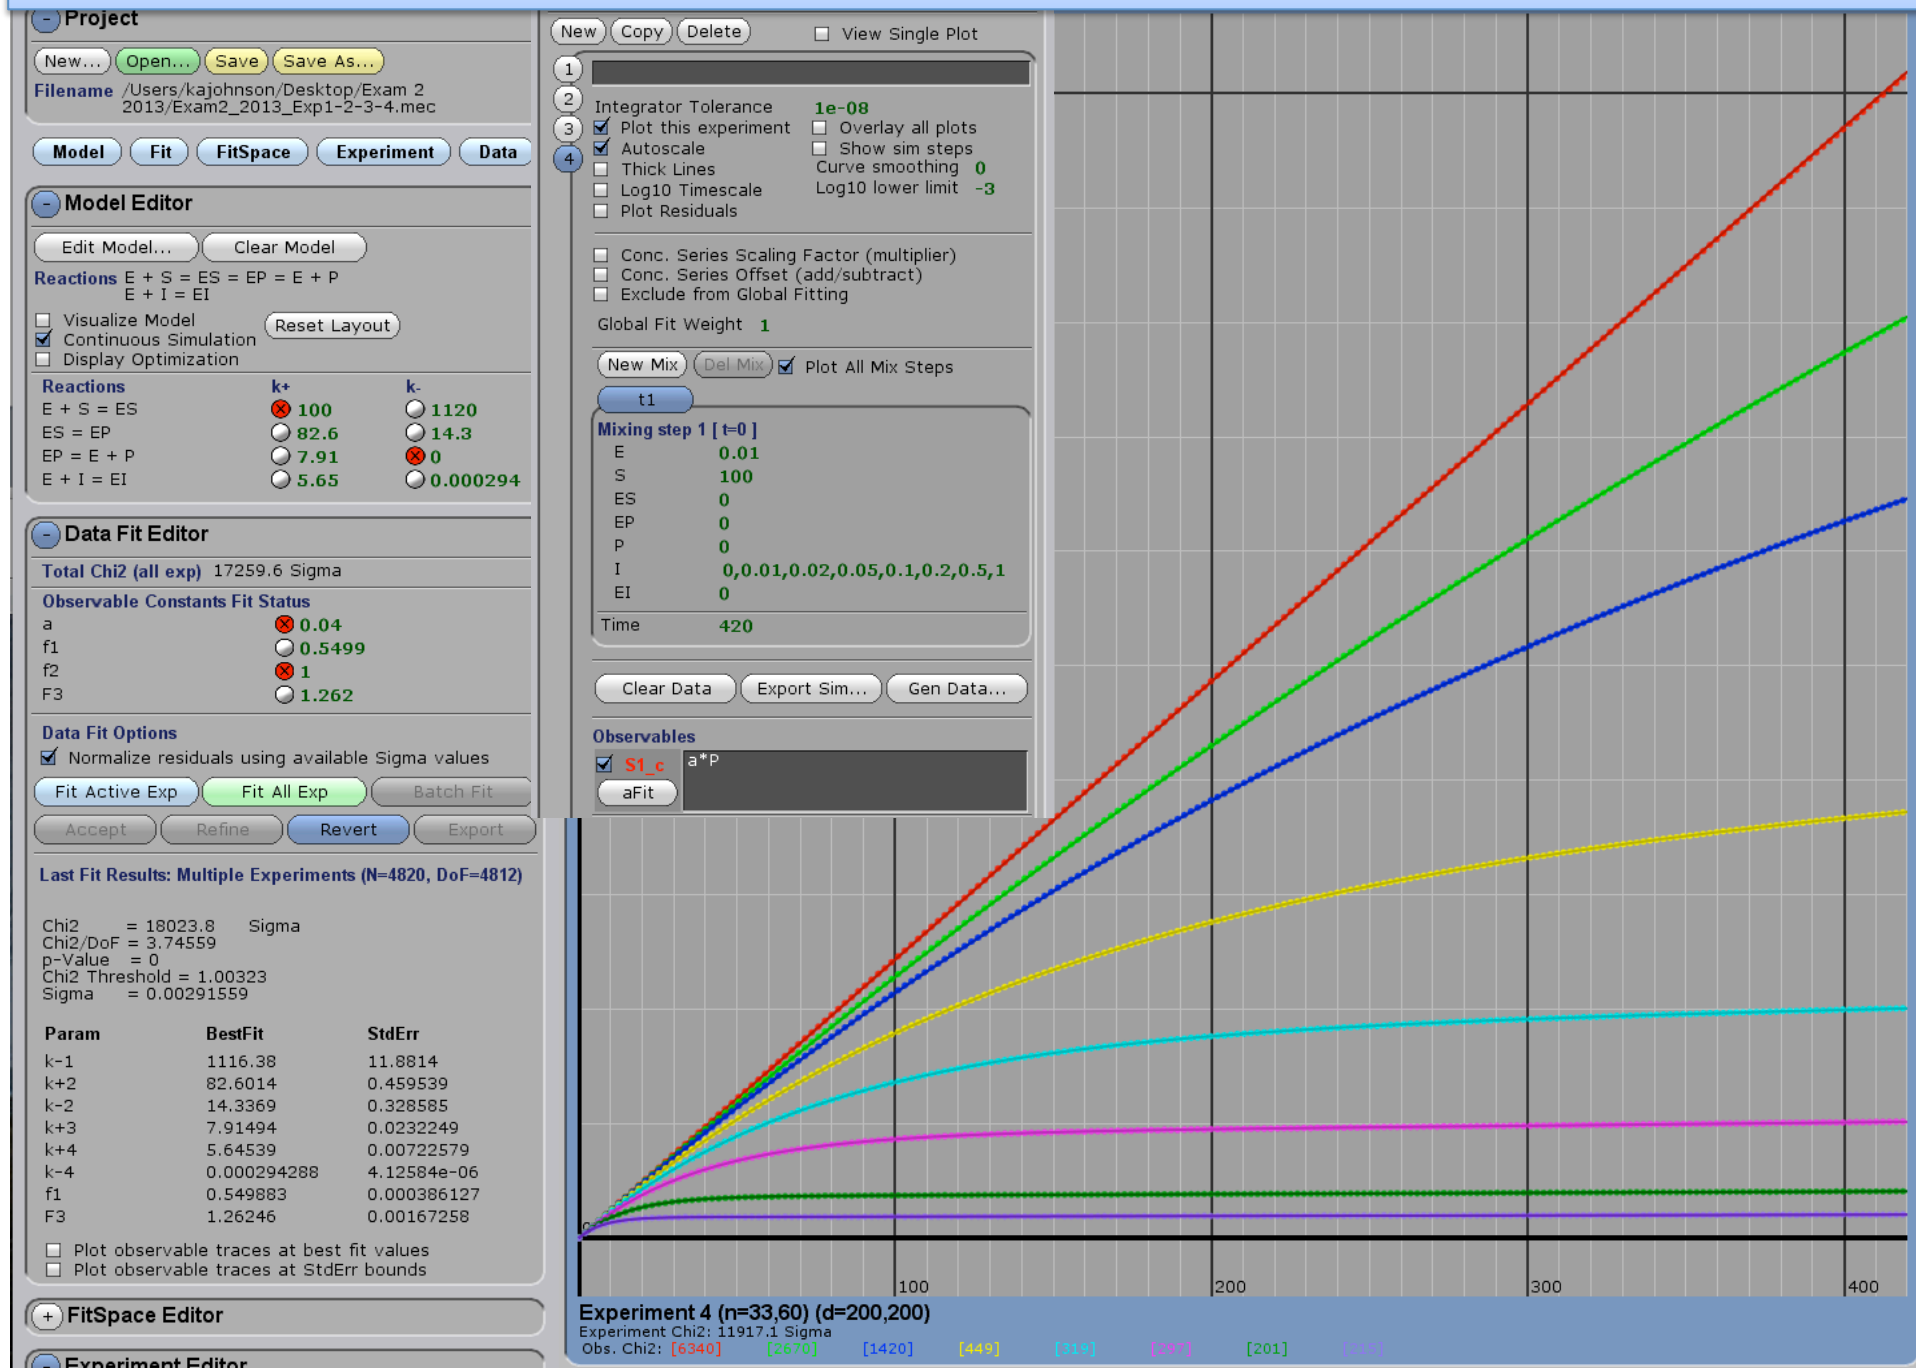 Project
New... Open... Save Save As...
Filename /Users/kajohnson/Desktop/Exam 2
2013/Exam2_2013_Exp1-2-3-4.mec
Model Fit FitSpace Experiment Data
Model Editor
Edit Model... Clear Model
Reactions E + S = ES = EP = E + P
E + I = EI
Visualize Model
Continuous Simulation
Display Optimization
Reset Layout
Reactions k+ k-
E + S = ES 100 1120
ES = EP 82.6 14.3
EP = E + P 7.91 0
E + I = EI 5.65 0.000294
Data Fit Editor
Total Chi2 (all exp) 17259.6 Sigma
Observable Constants Fit Status
a 0.04
f1 0.5499
f2 1
F3 1.262
Data Fit Options
Normalize residuals using available Sigma values
Fit Active Exp Fit All Exp Batch Fit
Accept Refine Revert Export
Last Fit Results: Multiple Experiments (N=4820, DoF=4812)
Chi2 = 18023.8 Sigma
Chi2/DoF = 3.74559
p-Value = 0
Chi2 Threshold = 1.00323
Sigma = 0.00291559
Param BestFit StdErr
k-1 1116.38 11.8814
k+2 82.6014 0.459539
k-2 14.3369 0.328585
k+3 7.91494 0.0232249
k+4 5.64539 0.00722579
k-4 0.000294288 4.12584e-06
f1 0.549883 0.000386127
F3 1.26246 0.00167258
Plot observable traces at best fit values
Plot observable traces at StdErr bounds
FitSpace Editor
Experiment Editor
New Copy Delete View Single Plot
1
2
3
4
Integrator Tolerance 1e-08
Plot this experiment Overlay all plots
Autoscale Show sim steps
Thick Lines Curve smoothing 0
Log10 Timescale Log10 lower limit -3
Plot Residuals
Conc. Series Scaling Factor (multiplier)
Conc. Series Offset (add/subtract)
Exclude from Global Fitting
Global Fit Weight 1
New Mix Del Mix Plot All Mix Steps
t1
Mixing step 1 [ t=0 ]
E 0.01
S 100
ES 0
EP 0
P 0
I 0,0.01,0.02,0.05,0.1,0.2,0.5,1
EI 0
Time 420
Clear Data Export Sim... Gen Data...
Observables
S1_c a*P
aFit
0
100 200 300 400
Experiment 4 (n=33,60) (d=200,200)
Experiment Chi2: 11917.1 Sigma
Obs. Chi2: [6340] [2670] [1420] [449] [319] [297] [201]